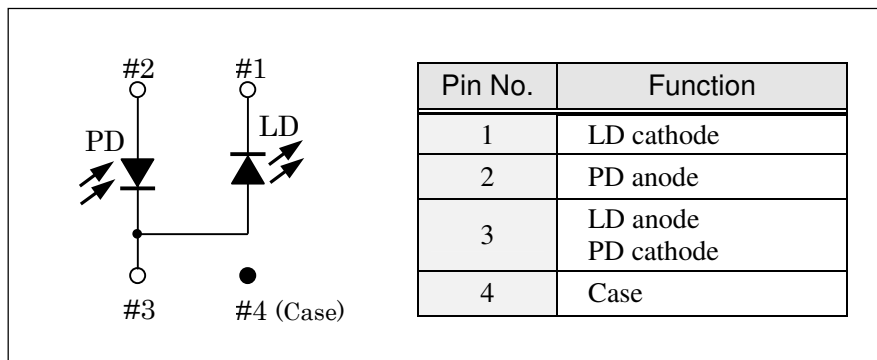 #2 #1
PD LD
#3 #4 (Case)
Pin No. Function
1 LD cathode
2 PD anode
3 LD anode
PD cathode
4 Case